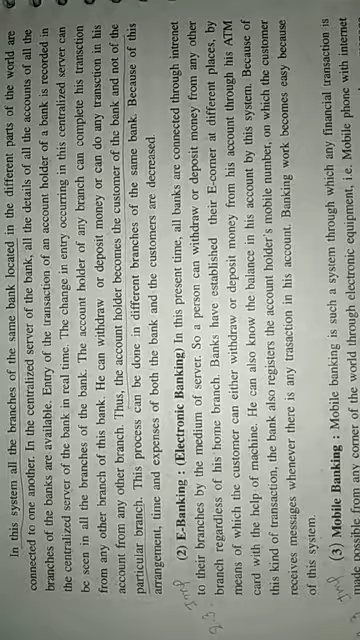 In this system all the branches of the same bank located in the different parts of the world are
connected to one another. In the centralized server of the bank, all the details of all the accounts of all the
branches of the banks are available. Entry of the transaction of an account holder of a bank is recorded in
the centralized server of the bank in real time. The change in entry occurring in this centralized server can
be seen in all the branches of the bank. The account holder of any branch can complete his transction
from any other branch of this bank. He can withdraw or deposit money or can do any transction in his
account from any other branch. Thus, the account holder becomes the customer of the bank and not of the
particular branch. This process can be done in different branches of the same bank. Because of this
arrangement, time and expenses of both the bank and the customers are decreased.
Imp (2) E-Banking : (Electronic Banking) In this present time, all banks are connected through intrenet
to their branches by the medium of server. So a person can withdraw or deposit money from any other
branch regardless of his home branch. Banks have established their E-corner at different places, by
means of which the customer can either withdraw or deposit money from his account through his ATM
card with the help of machine. He can also know the balance in his account by this system. Because of
this kind of transaction, the bank also registers the account holder's mobile number, on which the customer
receives messages whenever there is any trasaction in his account. Banking work becomes easy because
of this system.
Imp (3) Mobile Banking : Mobile banking is such a system through which any financial transaction is
made possible from any corner of the world through electronic equipment, i.e. Mobile phone with internet